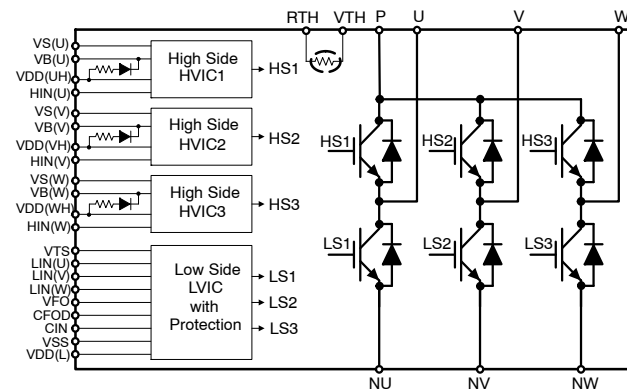 RTH VTH P U V W
VS(U)
VB(U)
VDD(UH)
HIN(U)
High Side
HVIC1
HS1
VS(V)
VB(V)
VDD(VH)
HIN(V)
High Side
HVIC2
HS2
VS(W)
VB(W)
VDD(WH)
HIN(W)
High Side
HVIC3
HS3
VTS
LIN(U)
LIN(V)
LIN(W)
VFO
CFOD
CIN
VSS
VDD(L)
Low Side
LVIC
with
Protection
LS1
LS2
LS3
HS1 HS2 HS3
LS1 LS2 LS3
NU NV NW